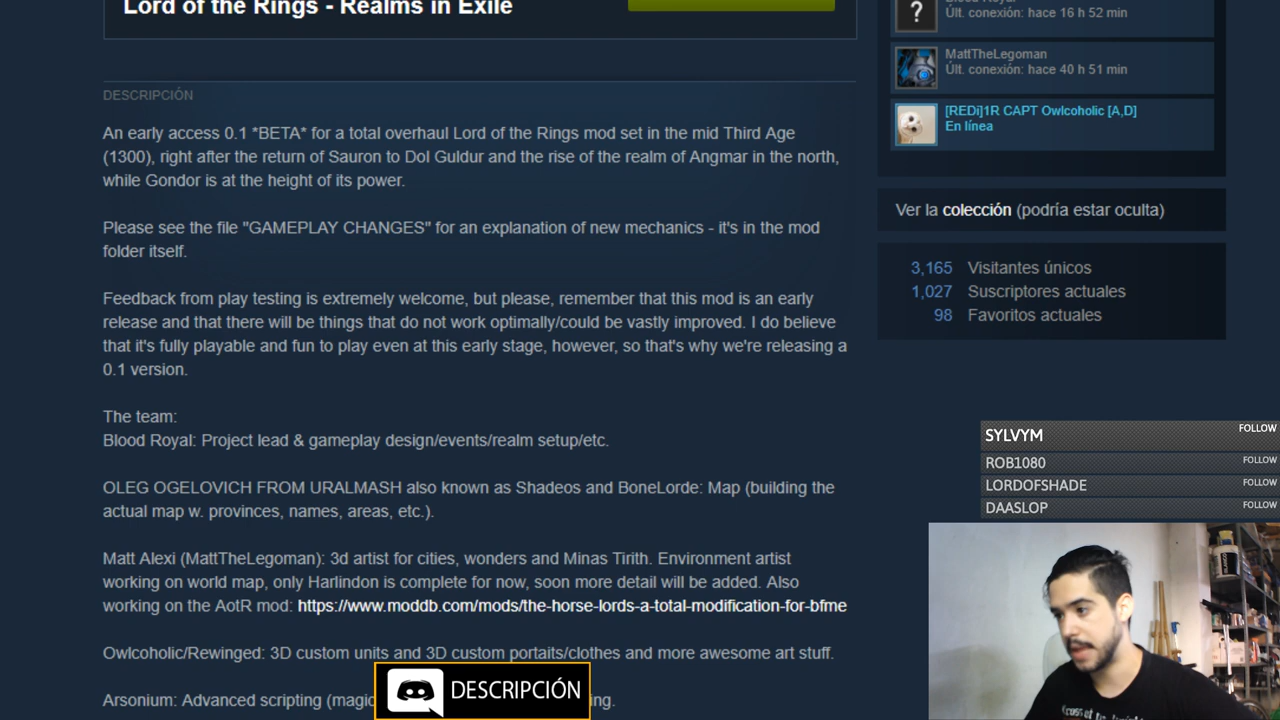 Lord of the Rings - Realms in Exile
DESCRIPCIÓN
An early access 0.1 *BETA* for a total overhaul Lord of the Rings mod set in the mid Third Age
(1300), right after the return of Sauron to Dol Guldur and the rise of the realm of Angmar in the north,
while Gondor is at the height of its power.
Please see the file "GAMEPLAY CHANGES" for an explanation of new mechanics - it's in the mod
folder itself.
Feedback from play testing is extremely welcome, but please, remember that this mod is an early
release and that there will be things that do not work optimally/could be vastly improved. I do believe
that it's fully playable and fun to play even at this early stage, however, so that's why we're releasing a
0.1 version.
The team:
Blood Royal: Project lead & gameplay design/events/realm setup/etc.
OLEG OGELOVICH FROM URALMASH also known as Shadeos and BoneLorde: Map (building the
actual map w. provinces, names, areas, etc.).
Matt Alexi (MattTheLegoman): 3d artist for cities, wonders and Minas Tirith. Environment artist
working on world map, only Harlindon is complete for now, soon more detail will be added. Also
working on the AotR mod: https://www.moddb.com/mods/the-horse-lords-a-total-modification-for-bfme
Owlcoholic/Rewinged: 3D custom units and 3D custom portaits/clothes and more awesome art stuff.
Arsonium: Advanced scripting
DESCRIPCIÓN
Blood Royal
Últ. conexión: hace 16 h 52 min
MattTheLegoman
Últ. conexión: hace 40 h 51 min
[REDi]1R CAPT Owlcoholic [A,D]
En línea
Ver la colección (podría estar oculta)
3,165 Visitantes únicos
1,027 Suscriptores actuales
98 Favoritos actuales
SYLVYM FOLLOW
ROB1080 FOLLOW
LORDOFSHADE FOLLOW
DAASLOP FOLLOW